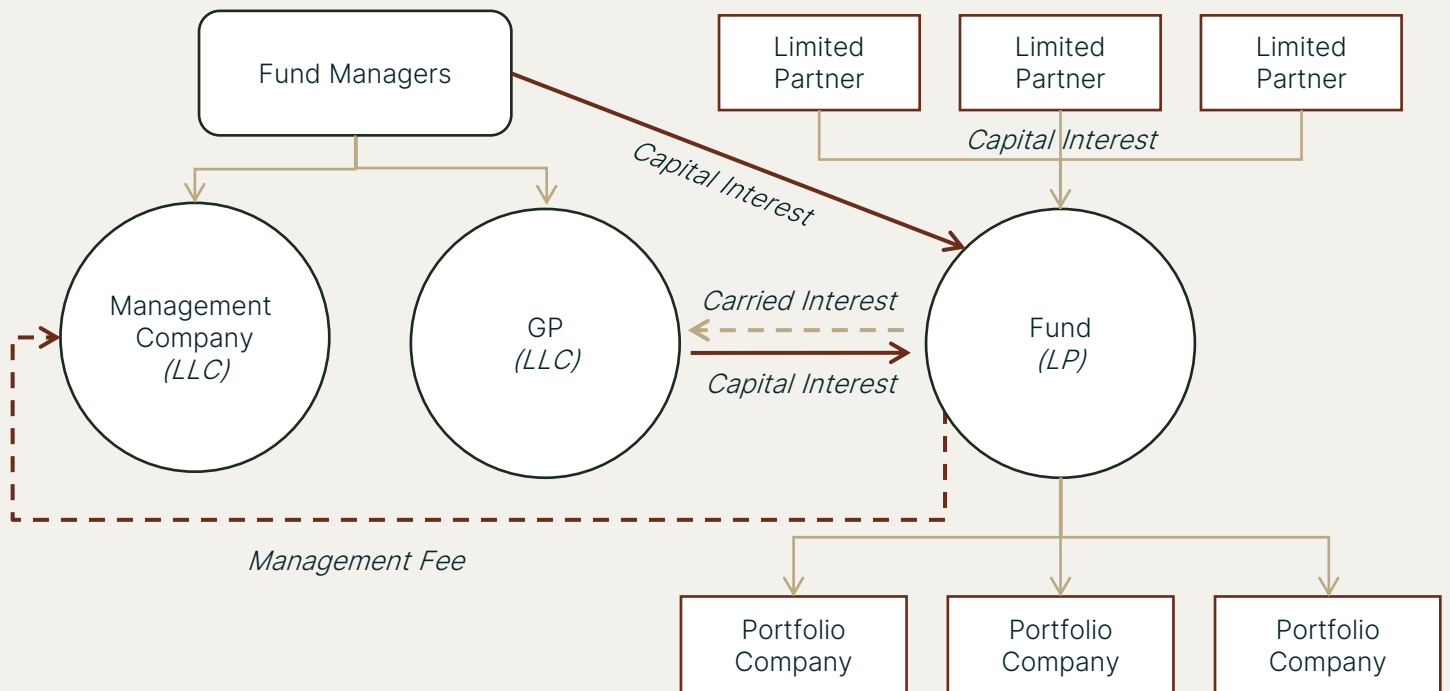 Fund Managers
Limited
Partner
Limited
Partner
Limited
Partner
Capital Interest
Capital Interest
Management
Company
(LLC)
GP
(LLC)
Carried Interest
Capital Interest
Fund
(LP)
Management Fee
Portfolio
Company
Portfolio
Company
Portfolio
Company